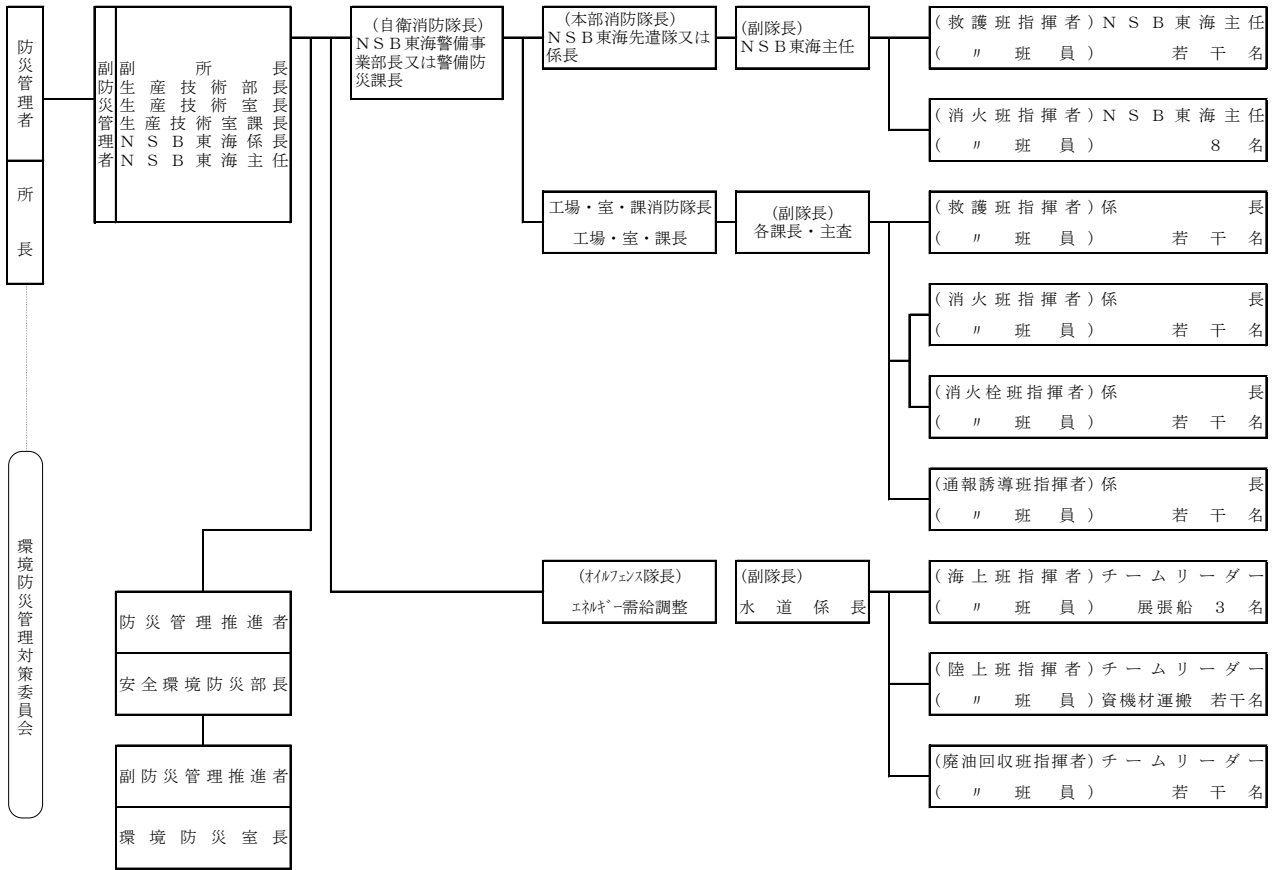 防災管理者
所長
環境防災管理対策委員会
副防災管理者
副所長
生産技術部長
生産技術室長
生産技術室課長
NSB東海係長
NSB東海主任
防災管理推進者
安全環境防災部長
副防災管理推進者
環境防災室長
(自衛消防隊長)
NSB東海警備事
業部長又は警備防
災課長
(本部消防隊長)
NSB東海先遣隊又は
係長
(副隊長)
NSB東海主任
(救護班指揮者)NSB東海主任
(〃班員)若干名
(消火班指揮者)NSB東海主任
(〃班員)8名
工場・室・課消防隊長
工場・室・課長
(副隊長)
各課長・主査
(救護班指揮者)係長
(〃班員)若干名
(消火班指揮者)係長
(〃班員)若干名
(消火栓班指揮者)係長
(〃班員)若干名
(通報誘導班指揮者)係長
(〃班員)若干名
(オイルフェンス隊長)
エネルギー需給調整
(副隊長)
水道係長
(海上班指揮者)チームリーダー
(〃班員)展張船 3名
(陸上班指揮者)チームリーダー
(〃班員)資機材運搬 若干名
(廃油回収班指揮者)チームリーダー
(〃班員)若干名